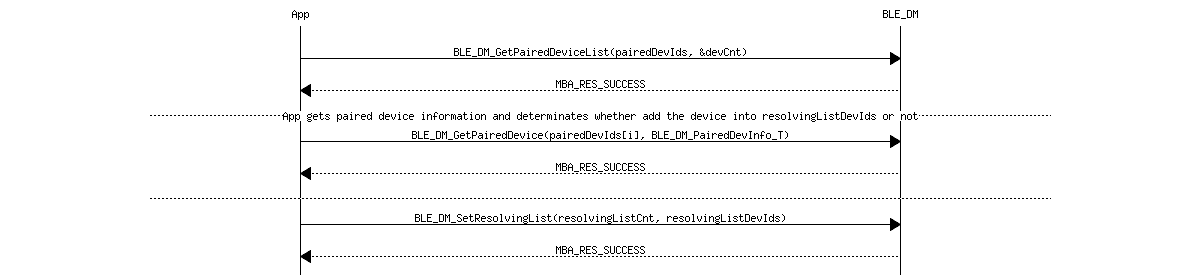 App BLE_DM
BLE_DM_GetPairedDeviceList(pairedDevIds, &devCnt)
MBA_RES_SUCCESS
App gets paired device information and determinates whether add the device into resolvingListDevIds or not
BLE_DM_GetPairedDevice(pairedDevIds[i], BLE_DM_PairedDevInfo_T)
MBA_RES_SUCCESS
BLE_DM_SetResolvingList(resolvingListCnt, resolvingListDevIds)
MBA_RES_SUCCESS